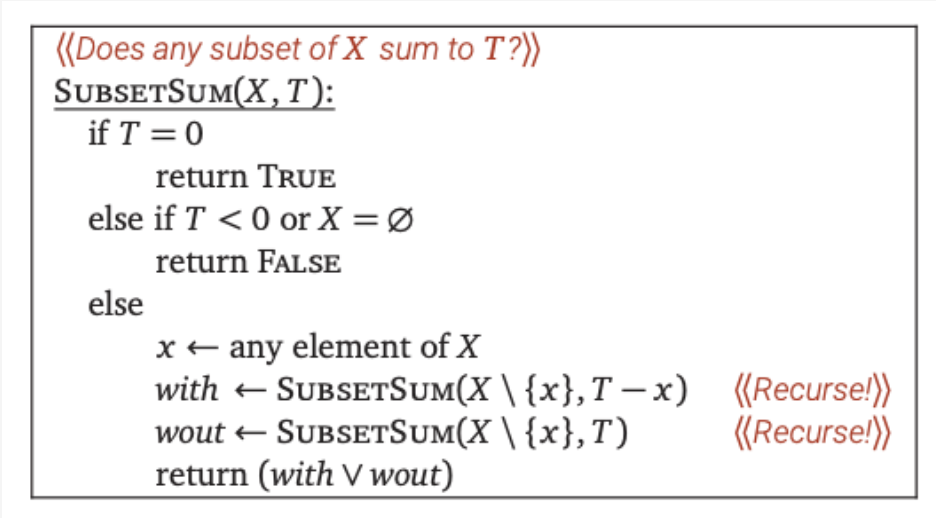 ⟨⟨Does any subset of X sum to T?⟩⟩
SUBSETSUM(X, T):
if T = 0
return TRUE
else if T < 0 or X = ∅
return FALSE
else
x ← any element of X
with ← SUBSETSUM(X \ {x}, T − x) ⟨⟨Recurse!⟩⟩
wout ← SUBSETSUM(X \ {x}, T) ⟨⟨Recurse!⟩⟩
return (with ∨ wout)